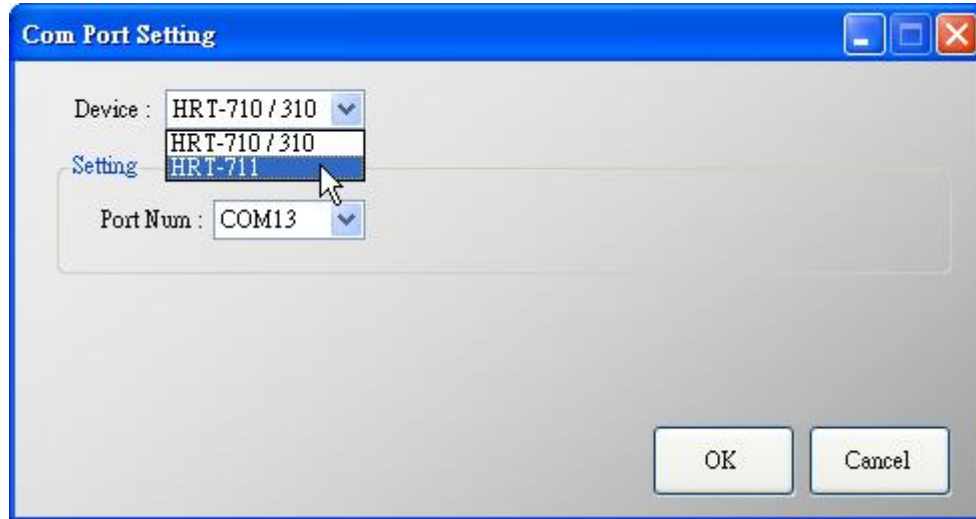 Com Port Setting
Device : HRT-710 / 310
HRT-710 / 310
Setting HRT-711
Port Num : COM13
OK Cancel